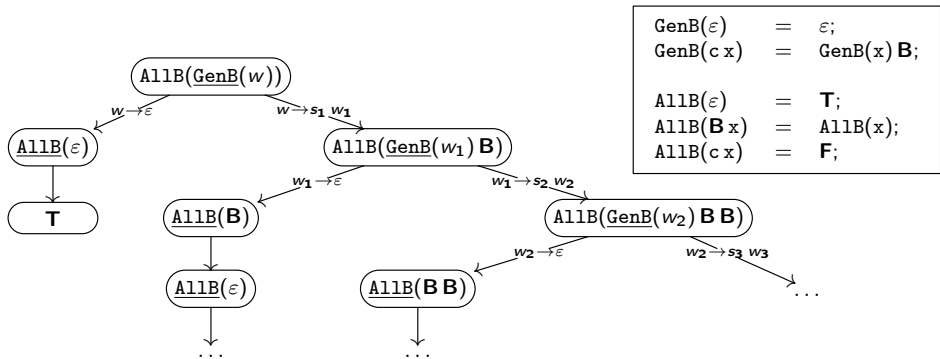 GenB(ε) = ε;
GenB(c x) = GenB(x) B;
AllB(ε) = T;
AllB(B x) = AllB(x);
AllB(c x) = F;
AllB(GenB(w))
w→ε w→s₁ w₁
AllB(ε) AllB(GenB(w₁) B)
w₁→ε w₁→s₂ w₂
T AllB(B) AllB(GenB(w₂) B B)
w₂→ε w₂→s₃ w₃
AllB(ε) AllB(B B) ...
... ...